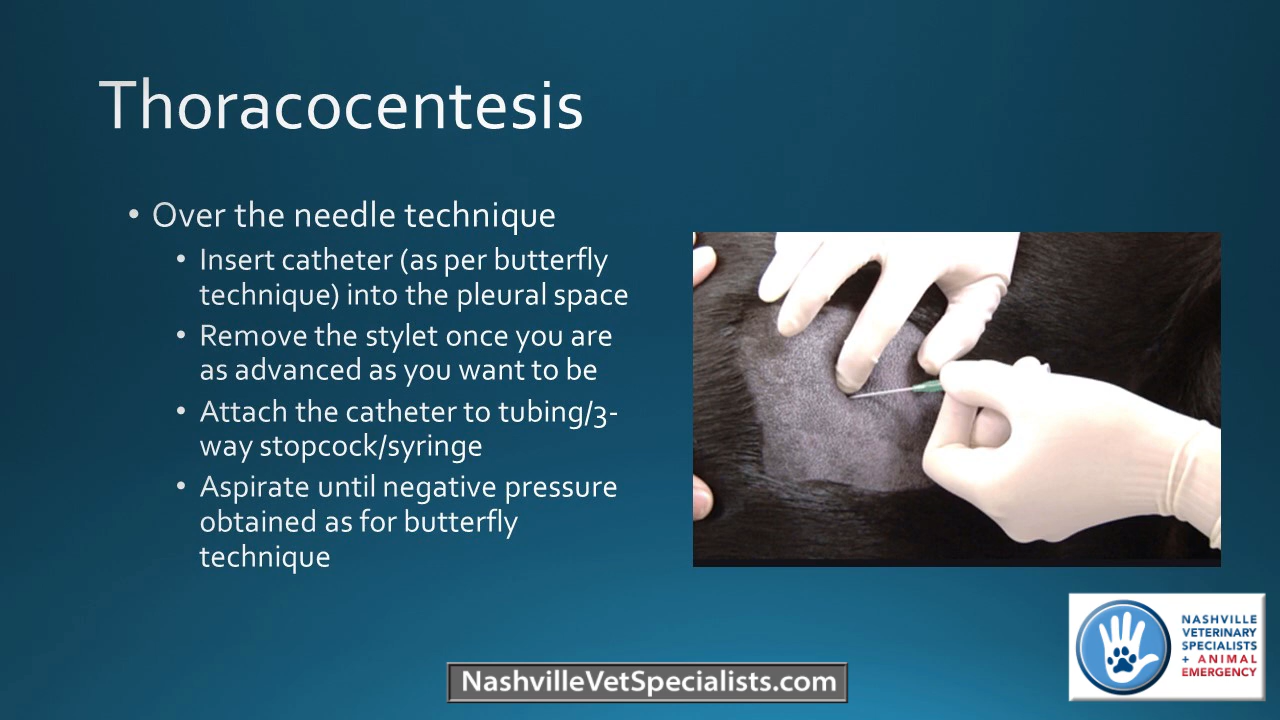 Thoracocentesis
• Over the needle technique
• Insert catheter (as per butterfly
technique) into the pleural space
• Remove the stylet once you are
as advanced as you want to be
• Attach the catheter to tubing/3-
way stopcock/syringe
• Aspirate until negative pressure
obtained as for butterfly
technique
NASHVILLE
VETERINARY
SPECIALISTS
+ ANIMAL
EMERGENCY
NashvilleVetSpecialists.com